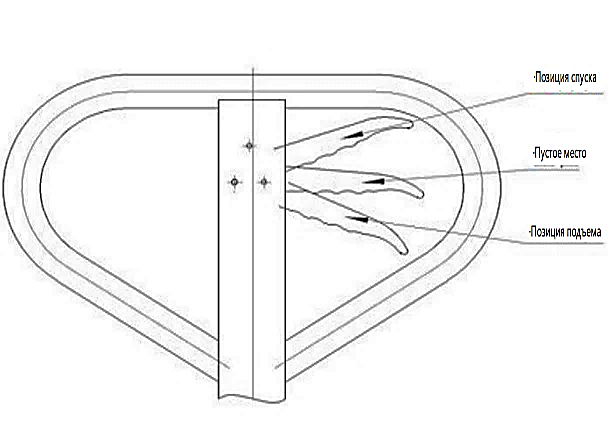 ·Позиция спуска
·Пустое место
·Позиция подъема